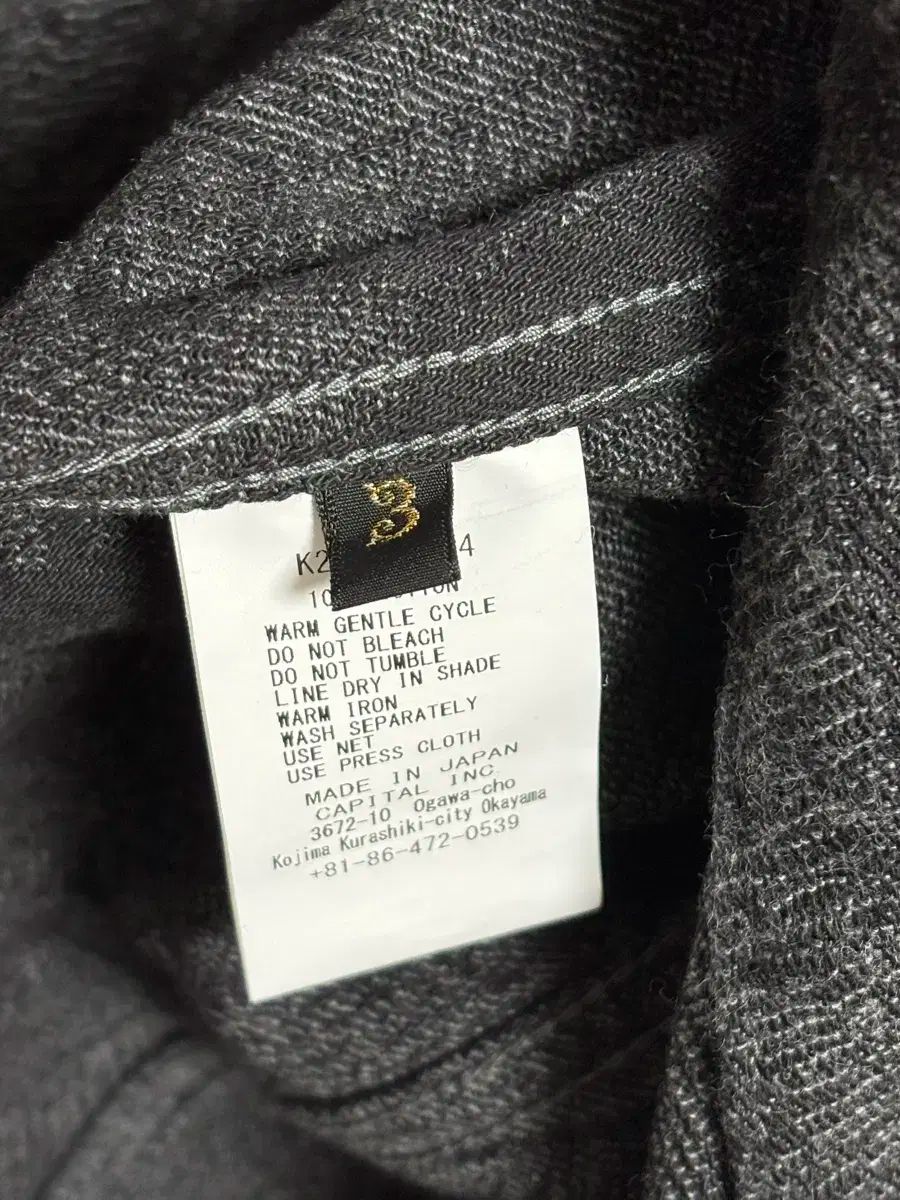 3
WARM GENTLE CYCLE
DO NOT BLEACH
DO NOT TUMBLE
LINE DRY IN SHADE
WARM IRON
WASH SEPARATELY
USE NET
USE PRESS CLOTH
MADE IN JAPAN
CAPITAL INC.
3672-10 Ogawa-cho
Kojima Kurashiki-city Okayama
+81-86-472-0539